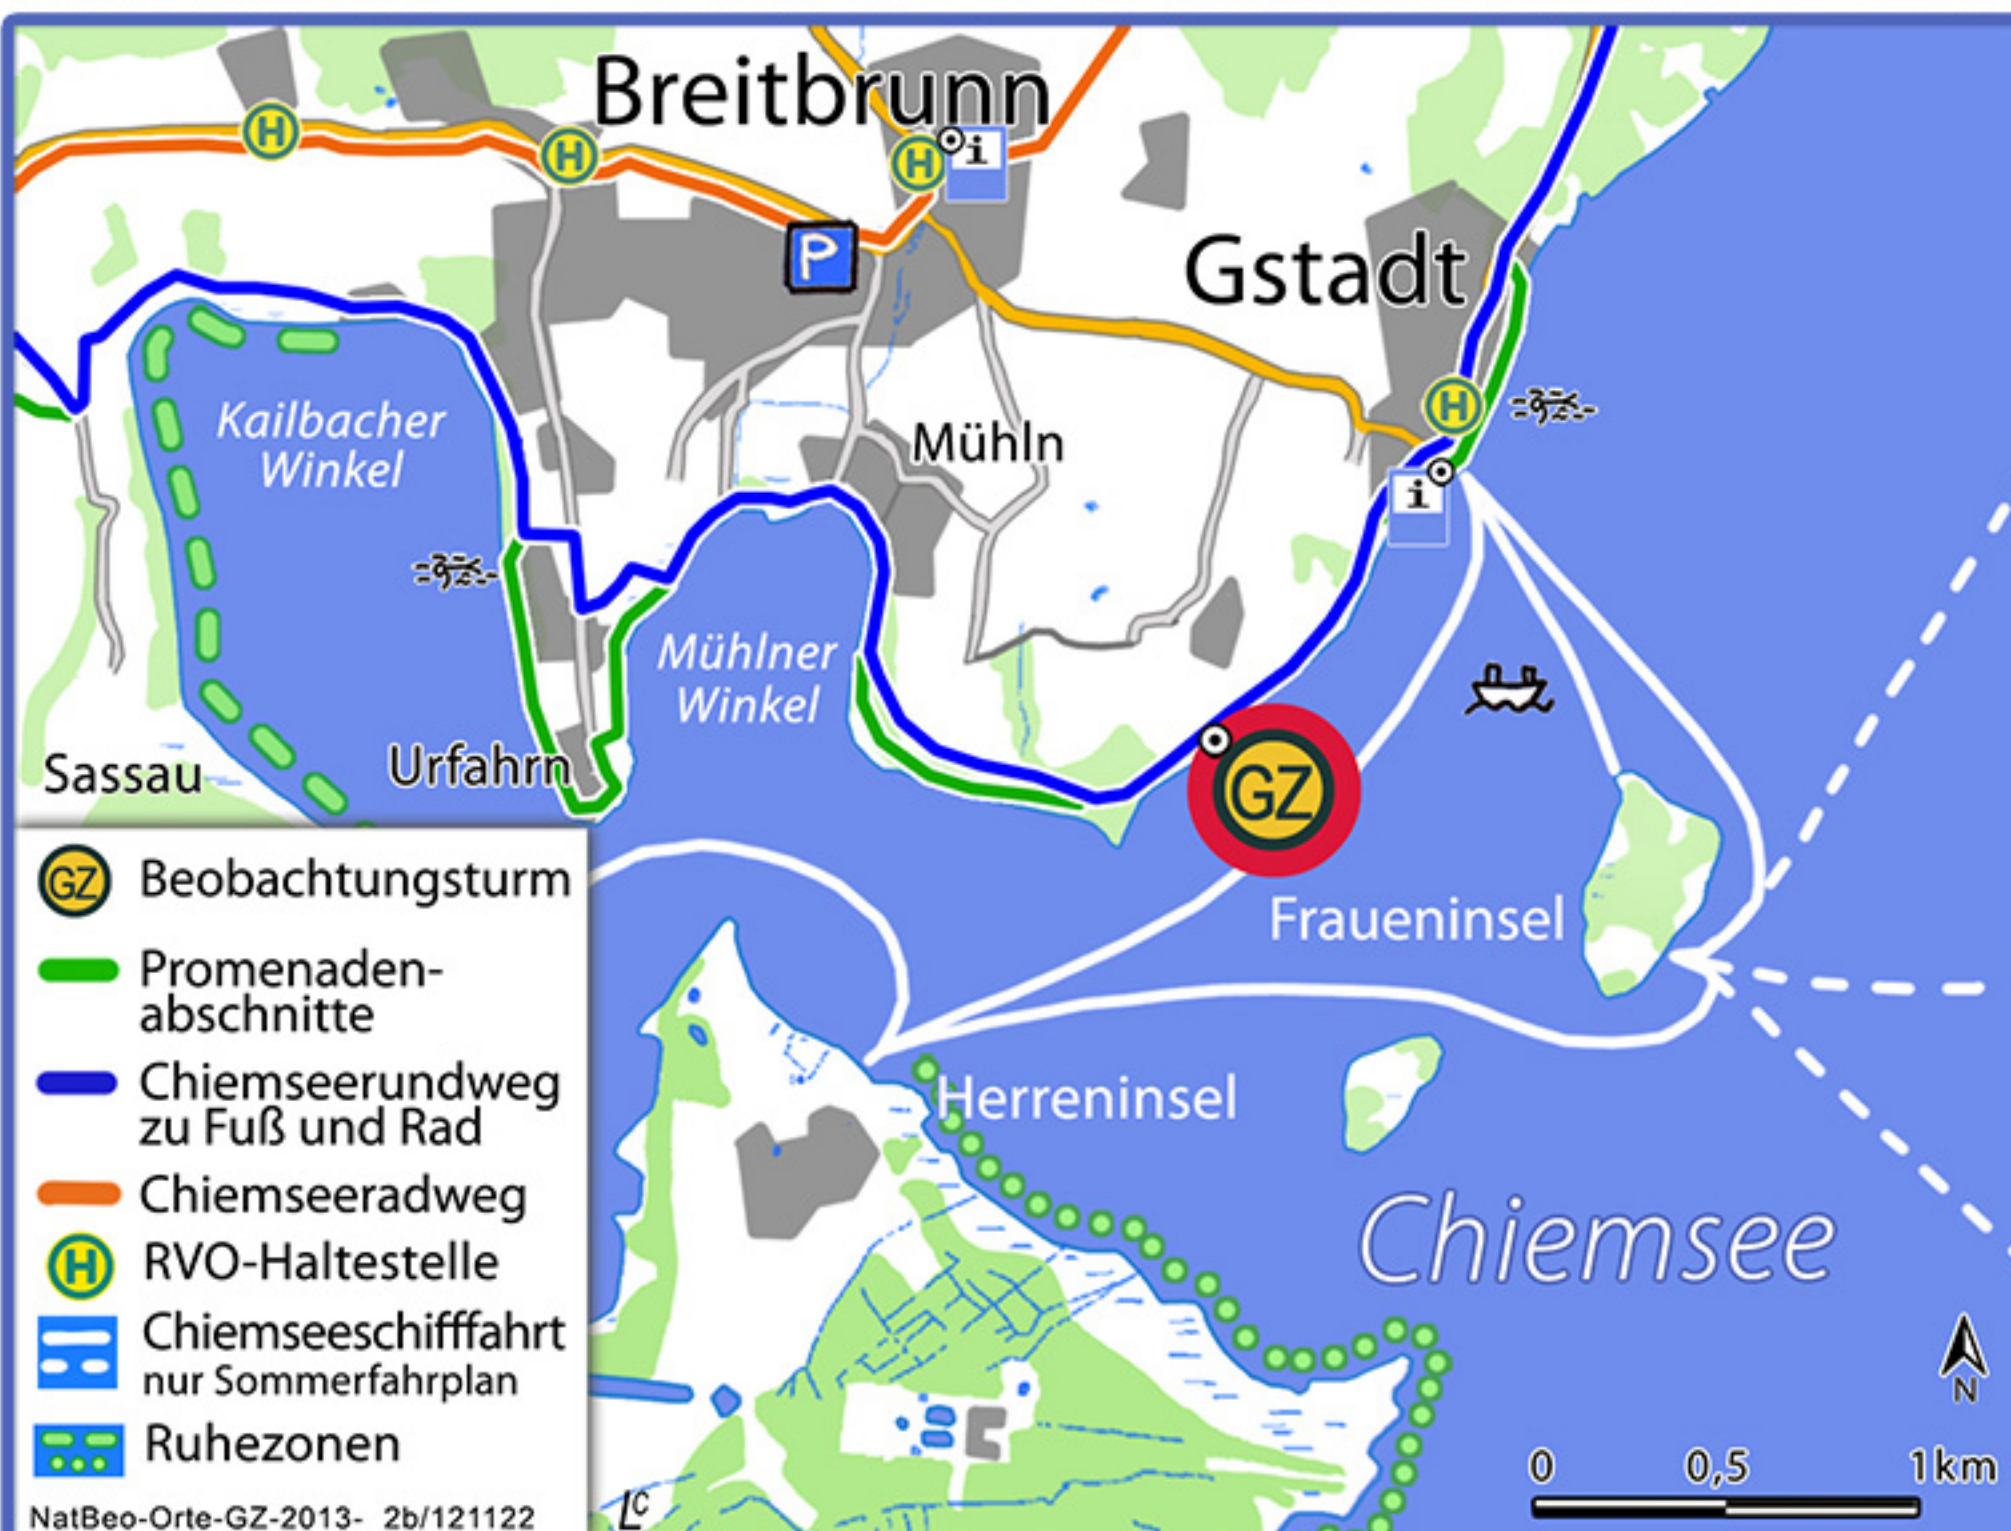 Breitbrunn
H
H
H
i
P
Gstadt
H
i
Kailbacher
Winkel
Mühln
Mühlner
Winkel
Sassau
Urfahrn
GZ
Fraueninsel
Herreninsel
Chiemsee
GZ Beobachtungsturm
Promenaden-
abschnitte
Chiemseerundweg
zu Fuß und Rad
Chiemseeradweg
H RVO-Haltestelle
Chiemseeschifffahrt
nur Sommerfahrplan
Ruhezonen
NatBeo-Orte-GZ-2013- 2b/121122
LC
N
0 0,5 1km